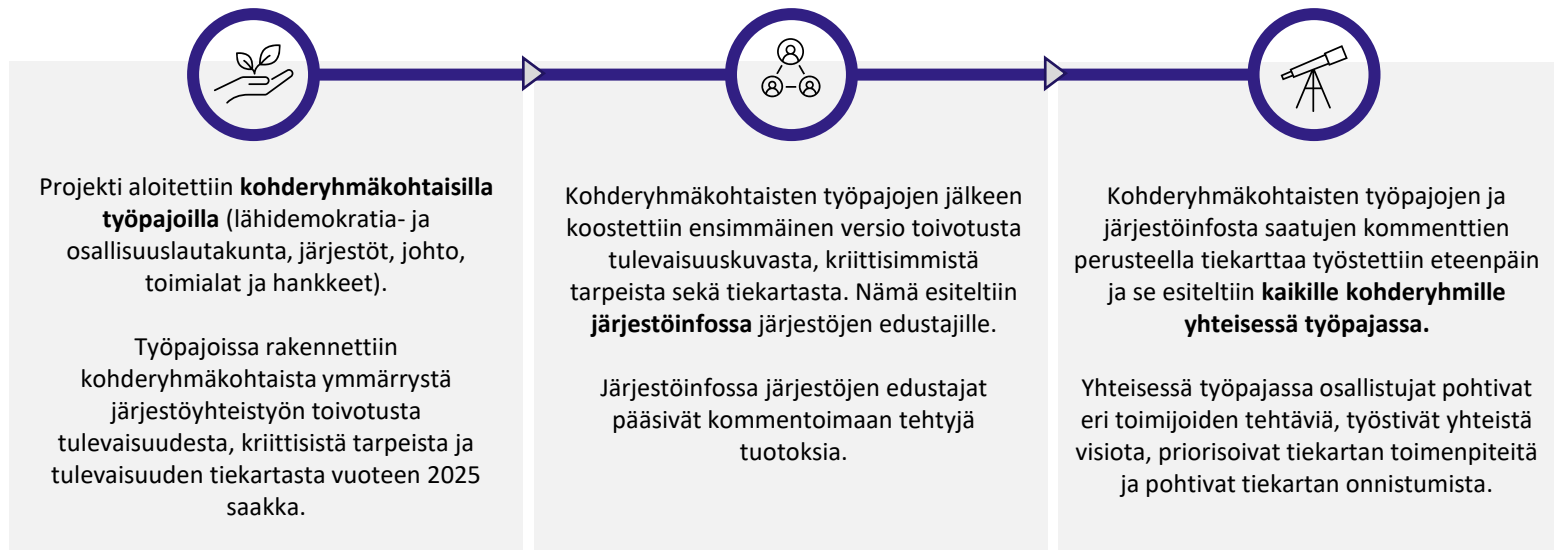 Projekti aloitettiin kohderyhmäkohtaisilla
työpajoilla (lähidemokratia- ja
osallisuuslautakunta, järjestöt, johto,
toimialat ja hankkeet).
Työpajoissa rakennettiin
kohderyhmäkohtaista ymmärrystä
järjestöyhteistyön toivotusta
tulevaisuudesta, kriittisistä tarpeista ja
tulevaisuuden tiekartasta vuoteen 2025
saakka.
Kohderyhmäkohtaisten työpajojen jälkeen
koostettiin ensimmäinen versio toivotusta
tulevaisuuskuvasta, kriittisimmistä
tarpeista sekä tiekartasta. Nämä esiteltiin
järjestöinfossa järjestöjen edustajille.
Järjestöinfossa järjestöjen edustajat
pääsivät kommentoimaan tehtyjä
tuotoksia.
Kohderyhmäkohtaisten työpajojen ja
järjestöinfosta saatujen kommenttien
perusteella tiekarttaa työstettiin eteenpäin
ja se esiteltiin kaikille kohderyhmille
yhteisessä työpajassa.
Yhteisessä työpajassa osallistujat pohtivat
eri toimijoiden tehtäviä, työstivät yhteistä
visiota, priorisoivat tiekartan toimenpiteitä
ja pohtivat tiekartan onnistumista.